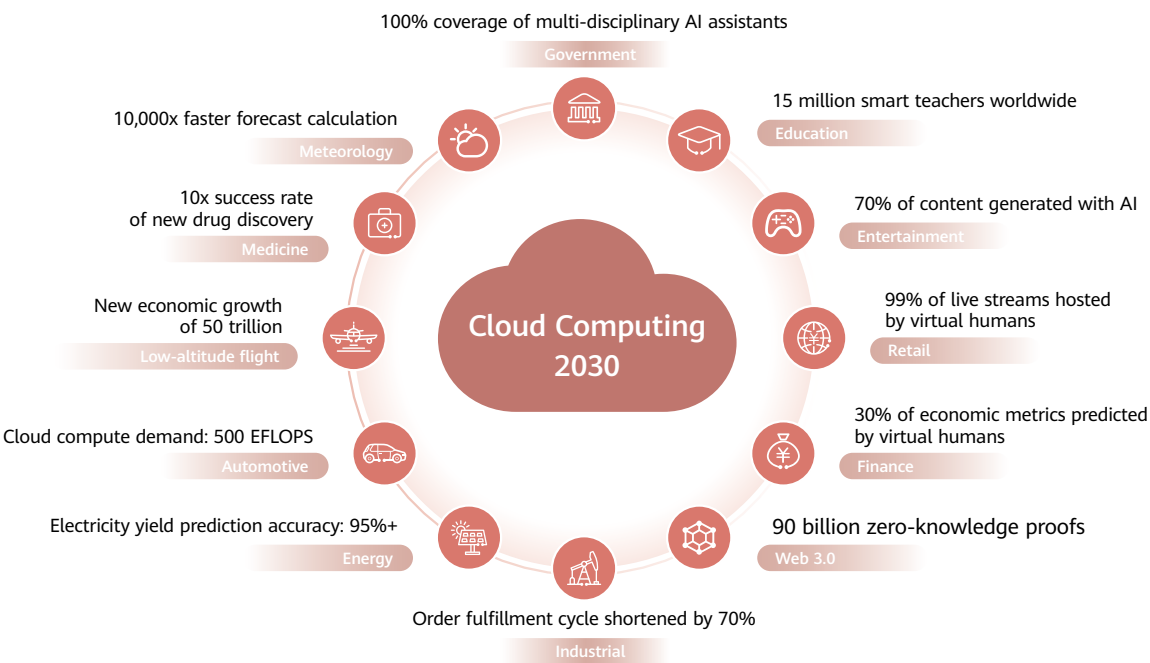 100% coverage of multi-disciplinary AI assistants
Government
15 million smart teachers worldwide
Education
70% of content generated with AI
Entertainment
99% of live streams hosted
by virtual humans
Retail
30% of economic metrics predicted
by virtual humans
Finance
90 billion zero-knowledge proofs
Web 3.0
Order fulfillment cycle shortened by 70%
Industrial
Electricity yield prediction accuracy: 95%+
Energy
Cloud compute demand: 500 EFLOPS
Automotive
New economic growth
of 50 trillion
Low-altitude flight
10x success rate
of new drug discovery
Medicine
10,000x faster forecast calculation
Meteorology
Cloud Computing
2030
¥
¥